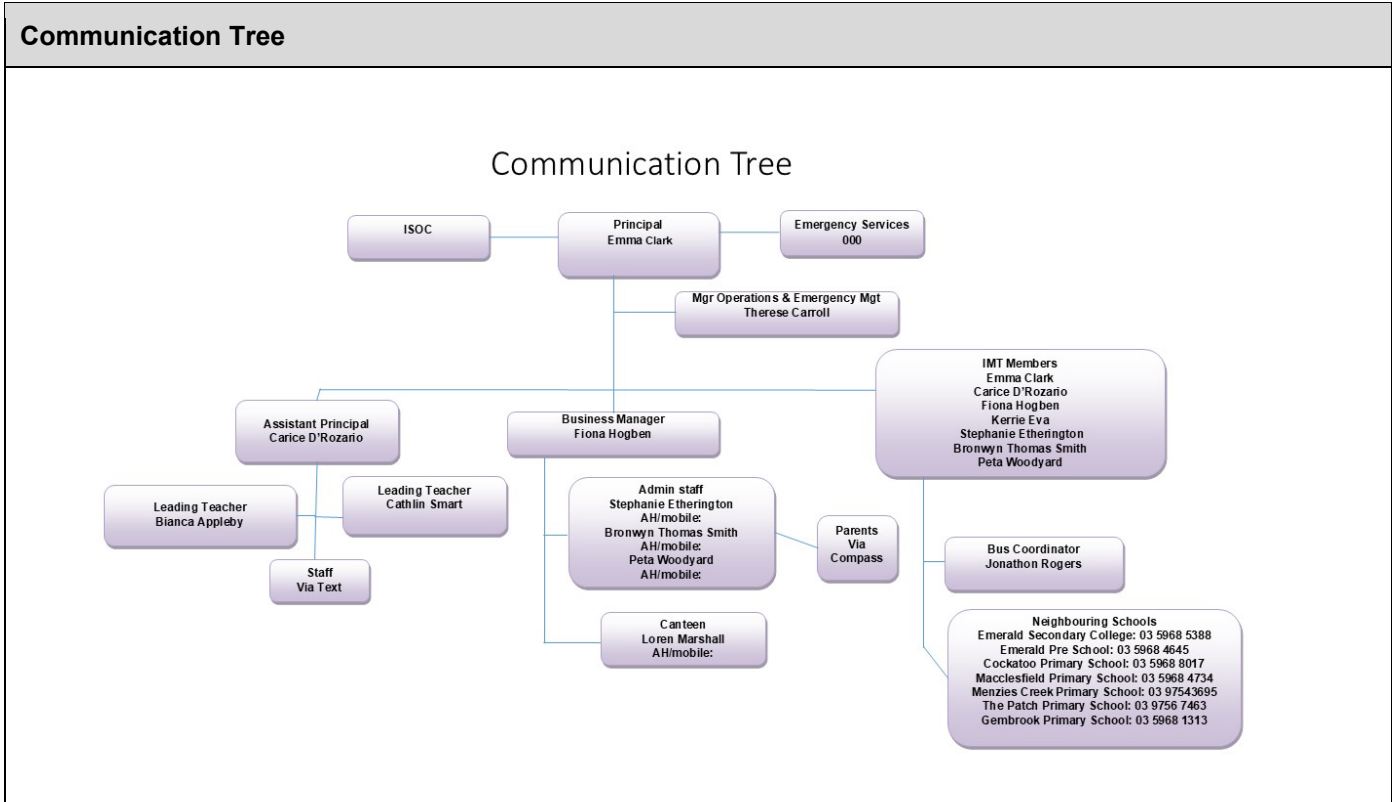 Communication Tree
Communication Tree
ISOC
Principal
Emma Clark
Emergency Services
000
Mgr Operations & Emergency Mgt
Therese Carroll
IMT Members
Emma Clark
Carice D'Rozario
Fiona Hogben
Kerrie Eva
Stephanie Etherington
Bronwyn Thomas Smith
Peta Woodyard
Assistant Principal
Carice D'Rozario
Business Manager
Fiona Hogben
Leading Teacher
Bianca Appleby
Leading Teacher
Cathlin Smart
Staff
Via Text
Admin staff
Stephanie Etherington
AH/mobile:
Bronwyn Thomas Smith
AH/mobile:
Peta Woodyard
AH/mobile:
Parents
Via
Compass
Canteen
Loren Marshall
AH/mobile:
Bus Coordinator
Jonathon Rogers
Neighbouring Schools
Emerald Secondary College: 03 5968 5388
Emerald Pre School: 03 5968 4645
Cockatoo Primary School: 03 5968 8017
Macclesfield Primary School: 03 5968 4734
Menzies Creek Primary School: 03 97543695
The Patch Primary School: 03 9756 7463
Gembrook Primary School: 03 5968 1313